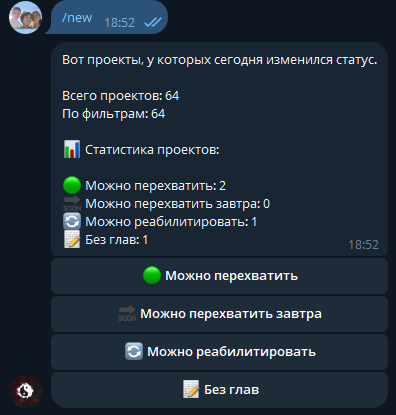 /new 18:52
Вот проекты, у которых сегодня изменился статус.
Всего проектов: 64
По фильтрам: 64
📊 Статистика проектов:
🟢 Можно перехватить: 2
🔜 Можно перехватить завтра: 0
🔄 Можно реабилитировать: 1
📝 Без глав: 1
18:52
🟢 Можно перехватить
🔜 Можно перехватить завтра
🔄 Можно реабилитировать
📝 Без глав